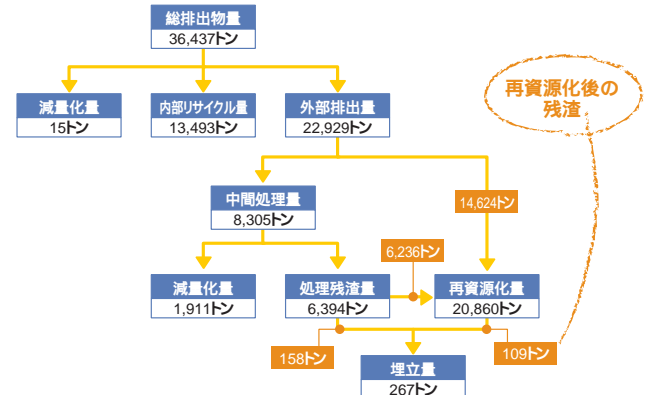 総排出物量
36,437トン
再資源化後の
残渣
減量化量
15トン
内部リサイクル量
13,493トン
外部排出量
22,929トン
中間処理量
8,305トン
14,624トン
6,236トン
減量化量
1,911トン
処理残渣量
6,394トン
再資源化量
20,860トン
158トン
109トン
埋立量
267トン